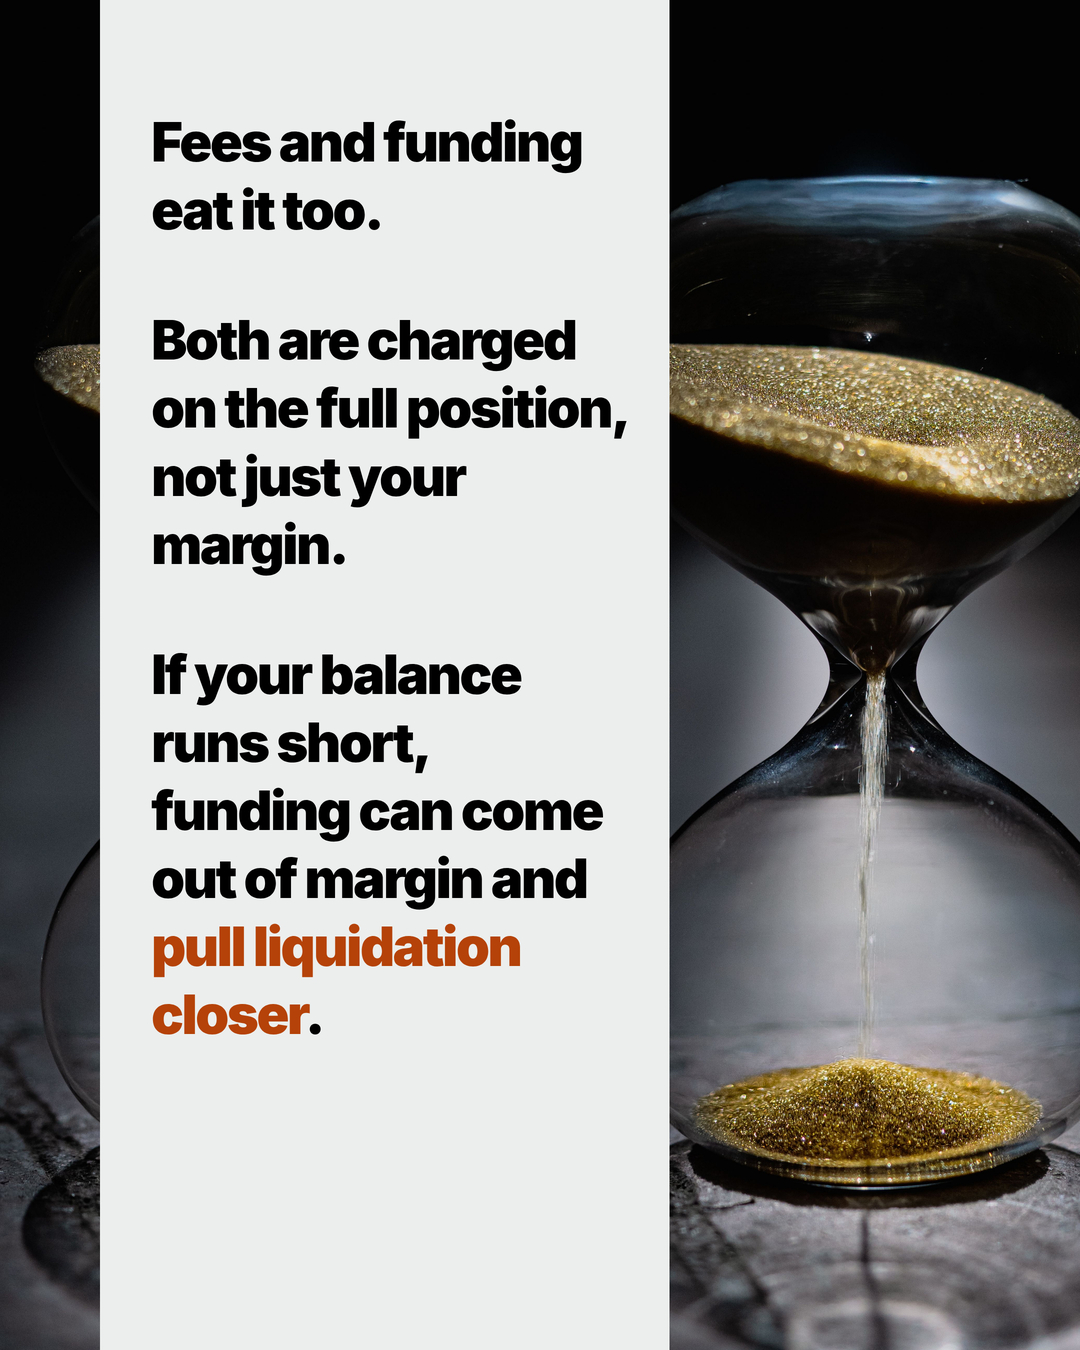 Fees and funding
eat it too.
Both are charged
on the full position,
not just your
margin.
If your balance
runs short,
funding can come
out of margin and
pull liquidation
closer.